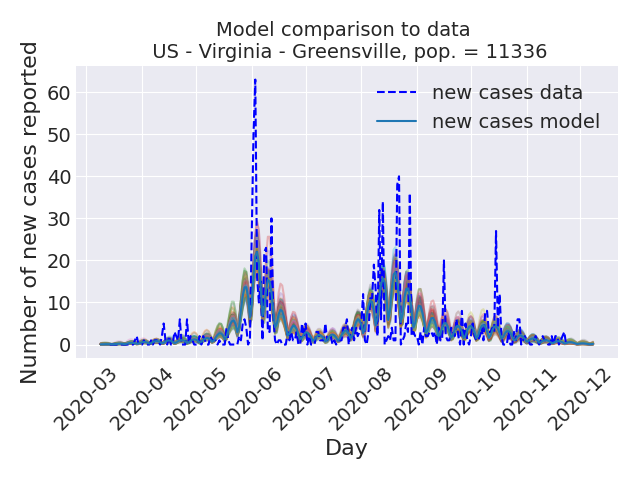 Model comparison to data
US - Virginia - Greensville, pop. = 11336
Number of new cases reported
60
50
40
30
20
10
0
new cases data
new cases model
2020-03
2020-04
2020-05
2020-06
2020-07
2020-08
2020-09
2020-10
2020-11
2020-12
Day